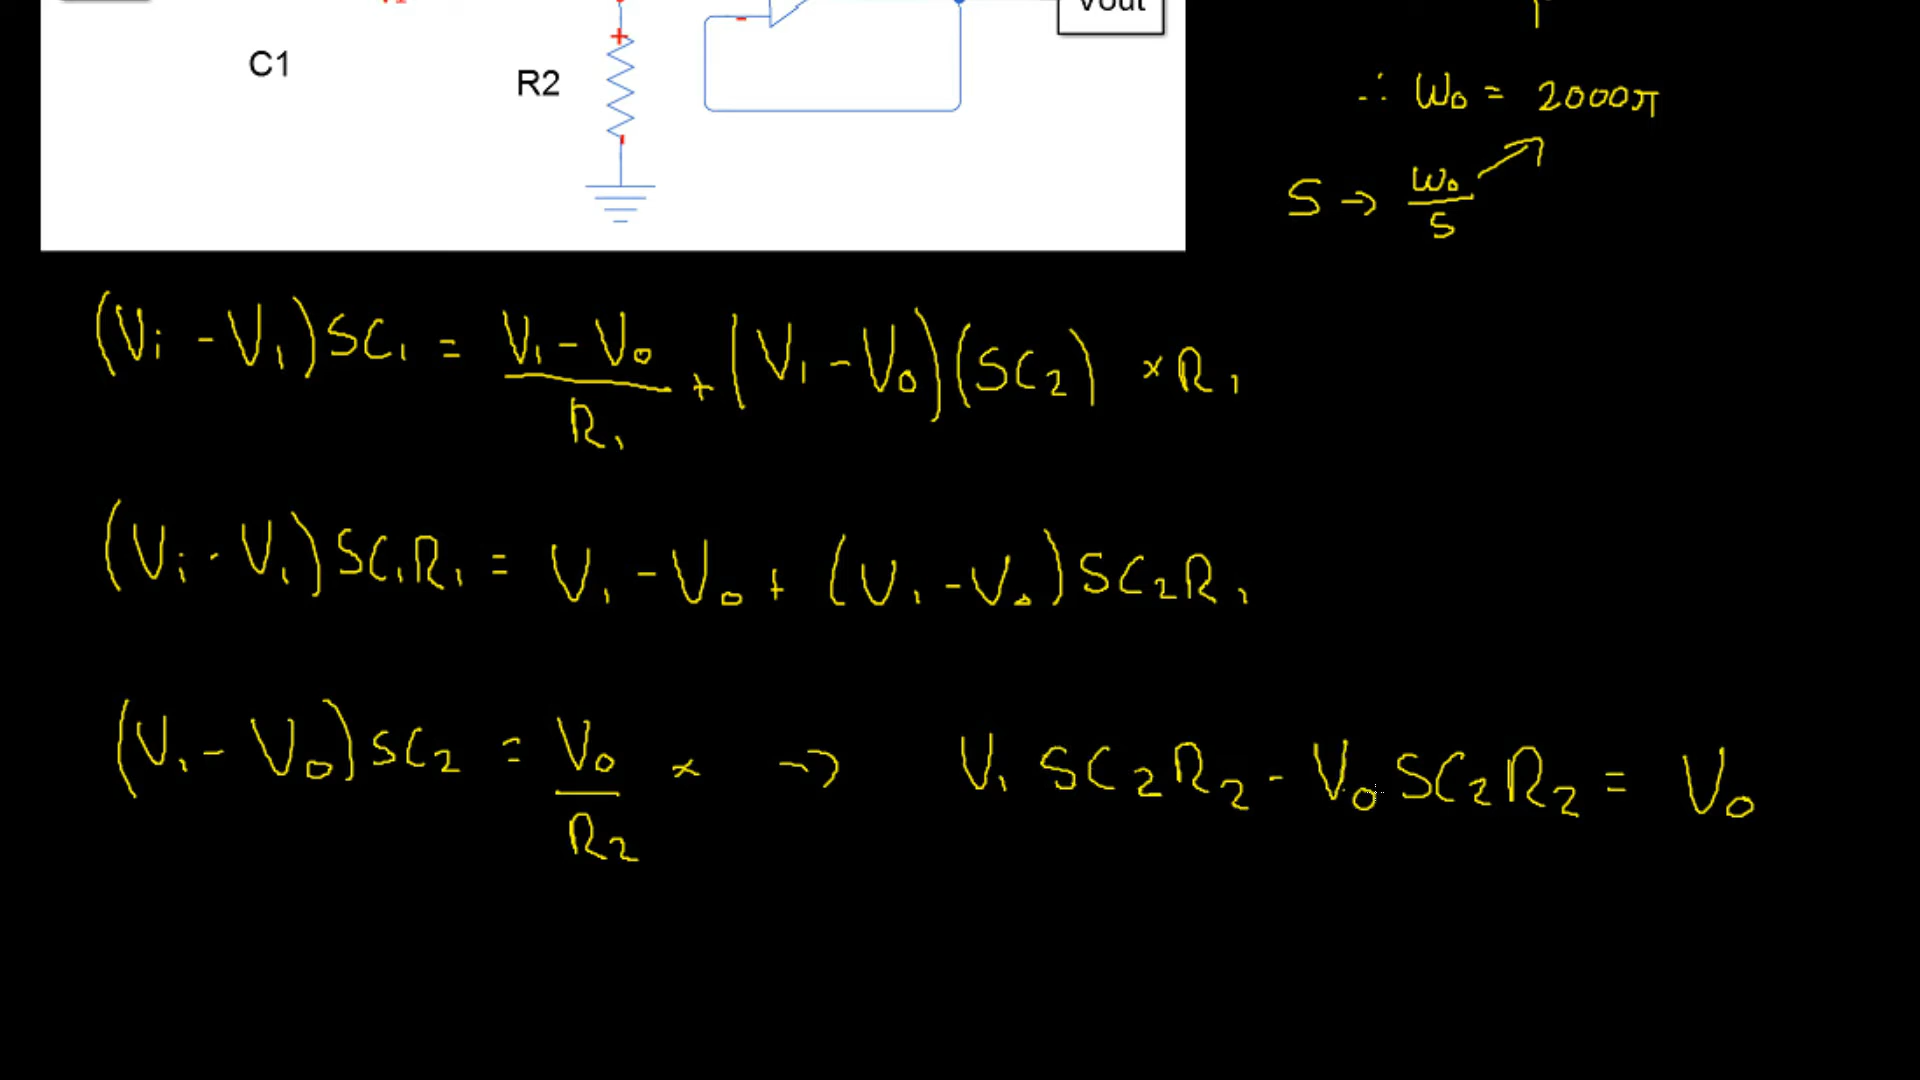 Vout
C1
R2
∴ W₀ = 2000π
S → W₀/S
(Vi - V₁)SC₁ = (V₁ - V₀)/R₁ + (V₁ - V₀)(SC₂) × R₁
(Vi - V₁)SC₁R₁ = V₁ - V₀ + (V₁ - V₀)SC₂R₁
(V₁ - V₀)SC₂ = V₀/R₂ × → V₁SC₂R₂ - V₀SC₂R₂ = V₀